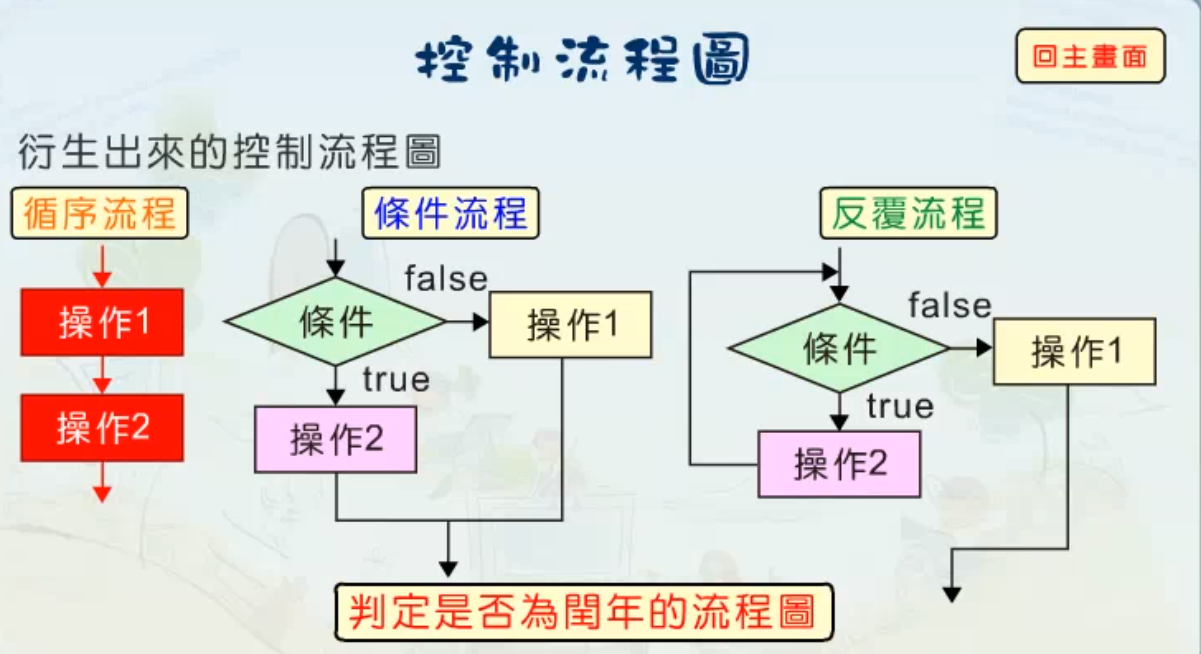 控制流程圖
回主畫面
衍生出來的控制流程圖
循序流程
操作1
操作2
條件流程
條件
false
操作1
true
操作2
反覆流程
條件
false
操作1
true
操作2
判定是否為閏年的流程圖